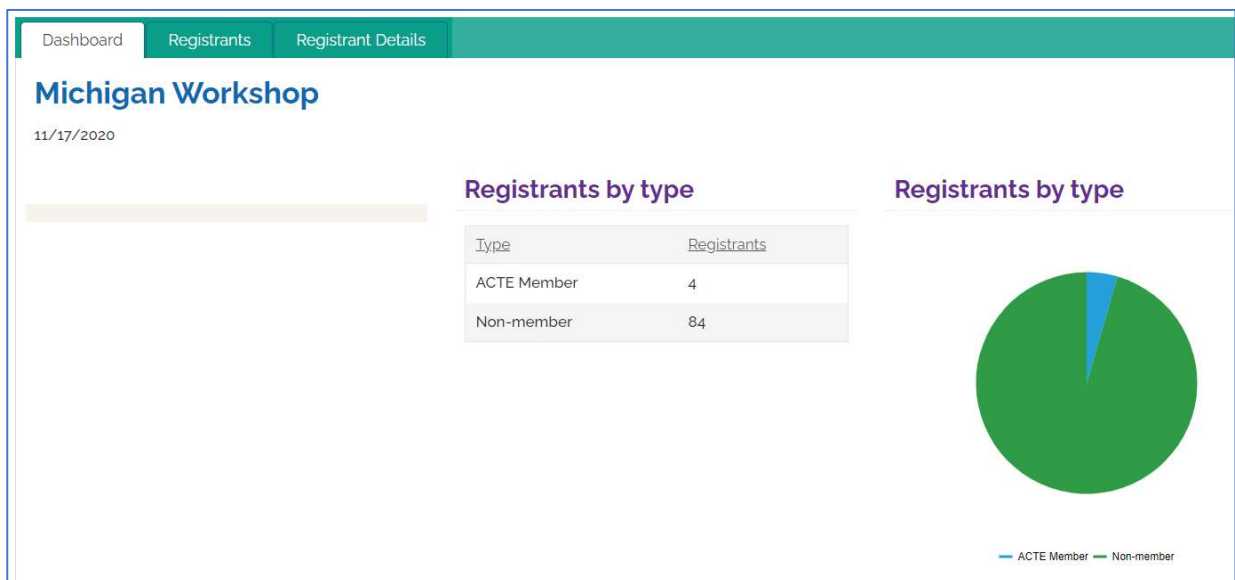 Dashboard Registrants Registrant Details
Michigan Workshop
11/17/2020
Registrants by type
Type Registrants
ACTE Member 4
Non-member 84
Registrants by type
ACTE Member Non-member